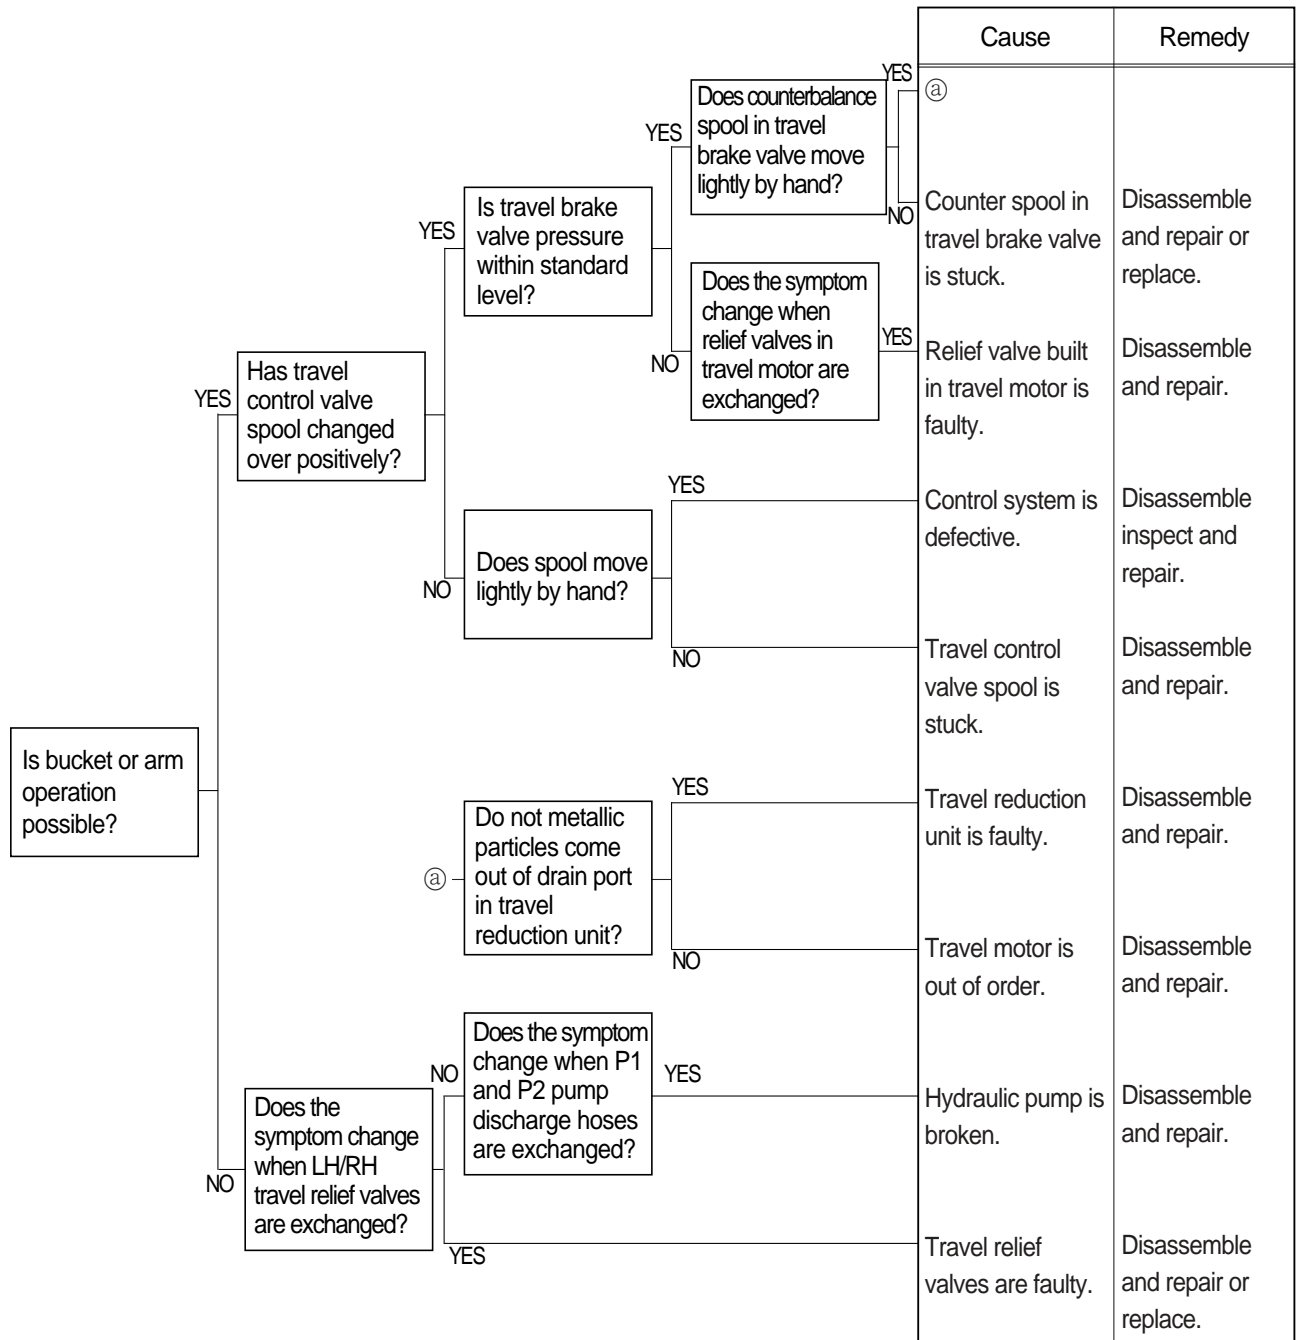 Cause
Remedy
YES
ⓐ
Does counterbalance
spool in travel
brake valve move
lightly by hand?
YES
NO
Counter spool in
travel brake valve
is stuck.
Disassemble
and repair or
replace.
Is travel brake
valve pressure
within standard
level?
YES
Does the symptom
change when
relief valves in
travel motor are
exchanged?
NO
YES
Relief valve built
in travel motor is
faulty.
Disassemble
and repair.
YES
Has travel
control valve
spool changed
over positively?
YES
Control system is
defective.
Disassemble
inspect and
repair.
NO
Does spool move
lightly by hand?
NO
Travel control
valve spool is
stuck.
Disassemble
and repair.
Is bucket or arm
operation
possible?
ⓐ
Do not metallic
particles come
out of drain port
in travel
reduction unit?
YES
Travel reduction
unit is faulty.
Disassemble
and repair.
NO
Travel motor is
out of order.
Disassemble
and repair.
NO
Does the symptom
change when P1
and P2 pump
discharge hoses
are exchanged?
YES
Hydraulic pump is
broken.
Disassemble
and repair.
NO
Does the
symptom change
when LH/RH
travel relief valves
are exchanged?
YES
Travel relief
valves are faulty.
Disassemble
and repair or
replace.